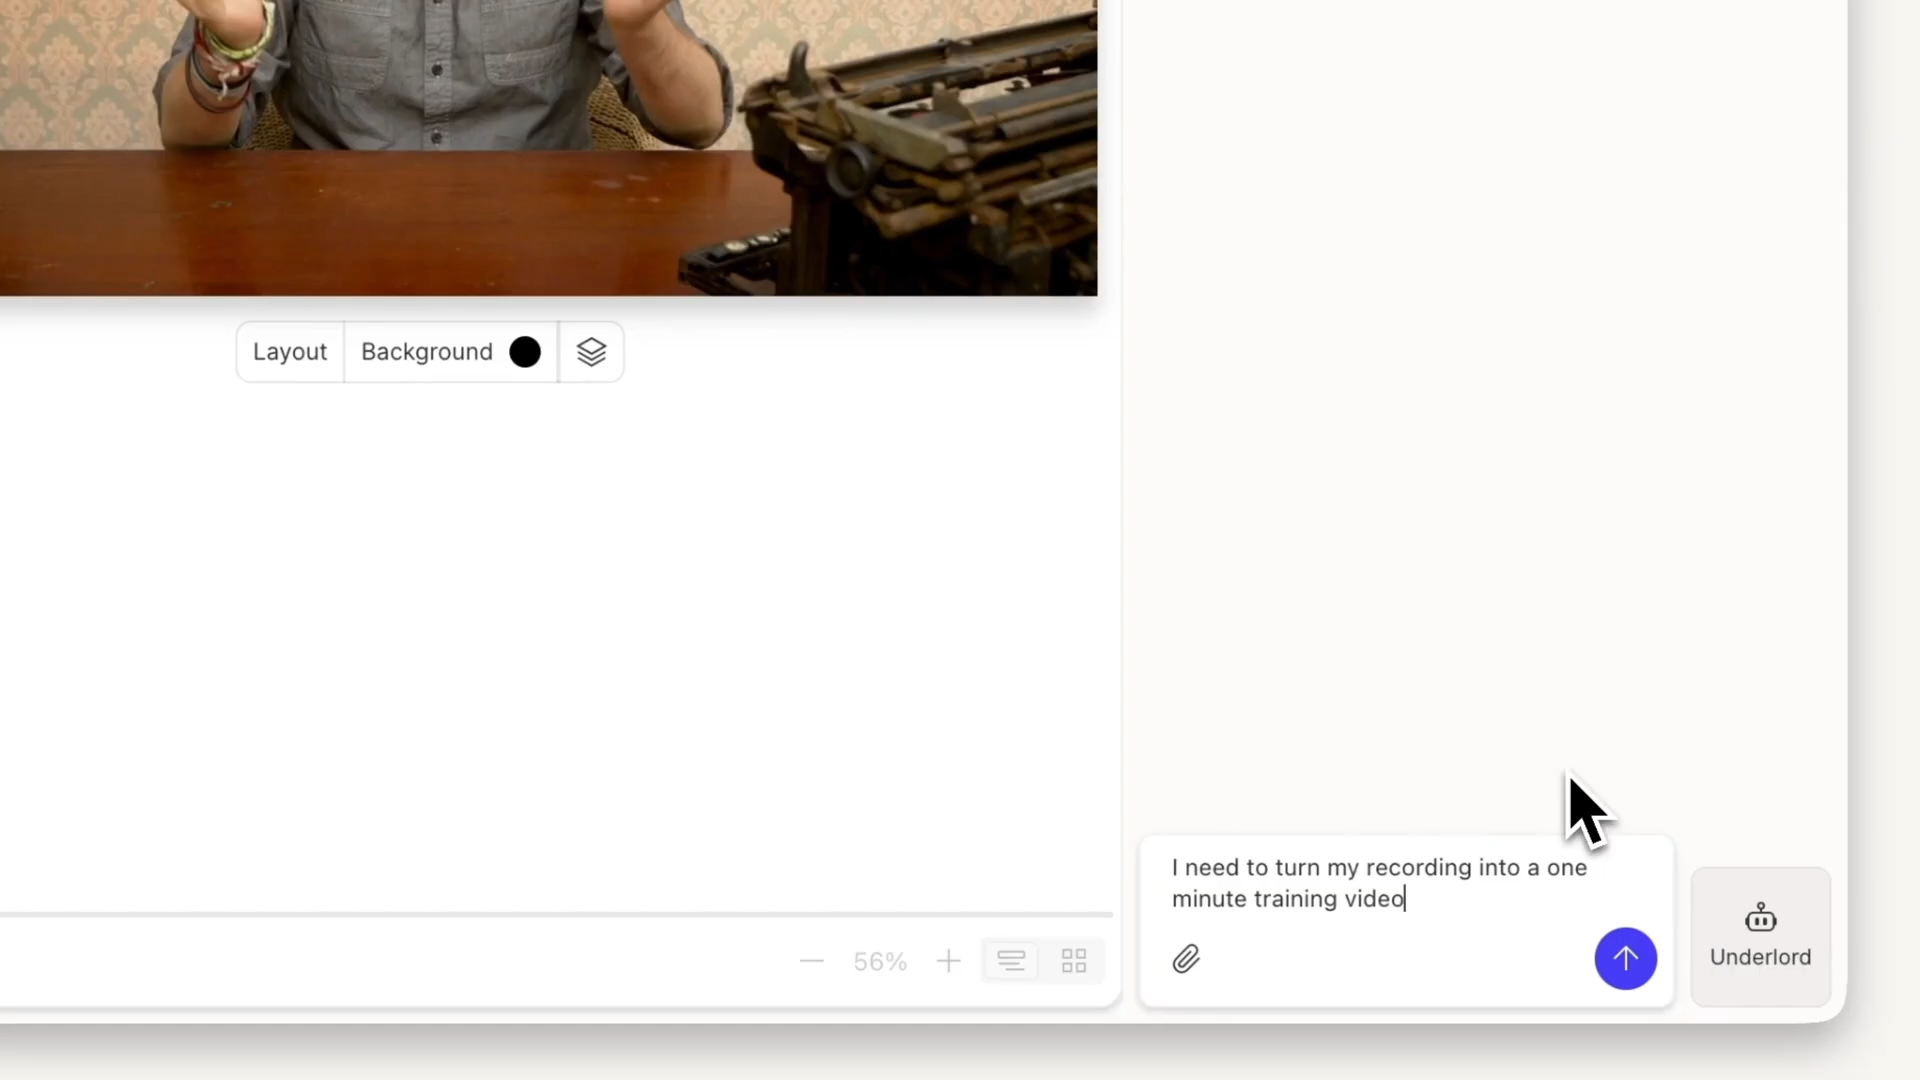 Layout
Background
I need to turn my recording into a one
minute training video
56%
Underlord